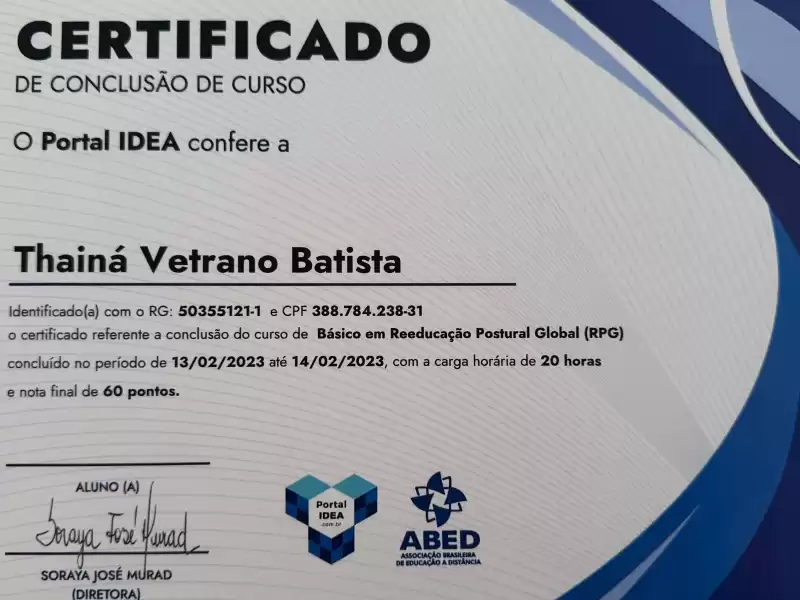 CERTIFICADO
DE CONCLUSÃO DE CURSO
O Portal IDEA confere a
Thainá Vetrano Batista
Identificado(a) com o RG: 50355121-1 e CPF 388.784.238-31
o certificado referente a conclusão do curso de Básico em Reeducação Postural Global (RPG)
concluído no período de 13/02/2023 até 14/02/2023, com a carga horária de 20 horas
e nota final de 60 pontos.
ALUNO (A)
Soraya José Murad
SORAYA JOSÉ MURAD
(DIRETORA)
Portal
IDEA
.com.br
ABED
ASSOCIAÇÃO BRASILEIRA
DE EDUCAÇÃO A DISTÂNCIA